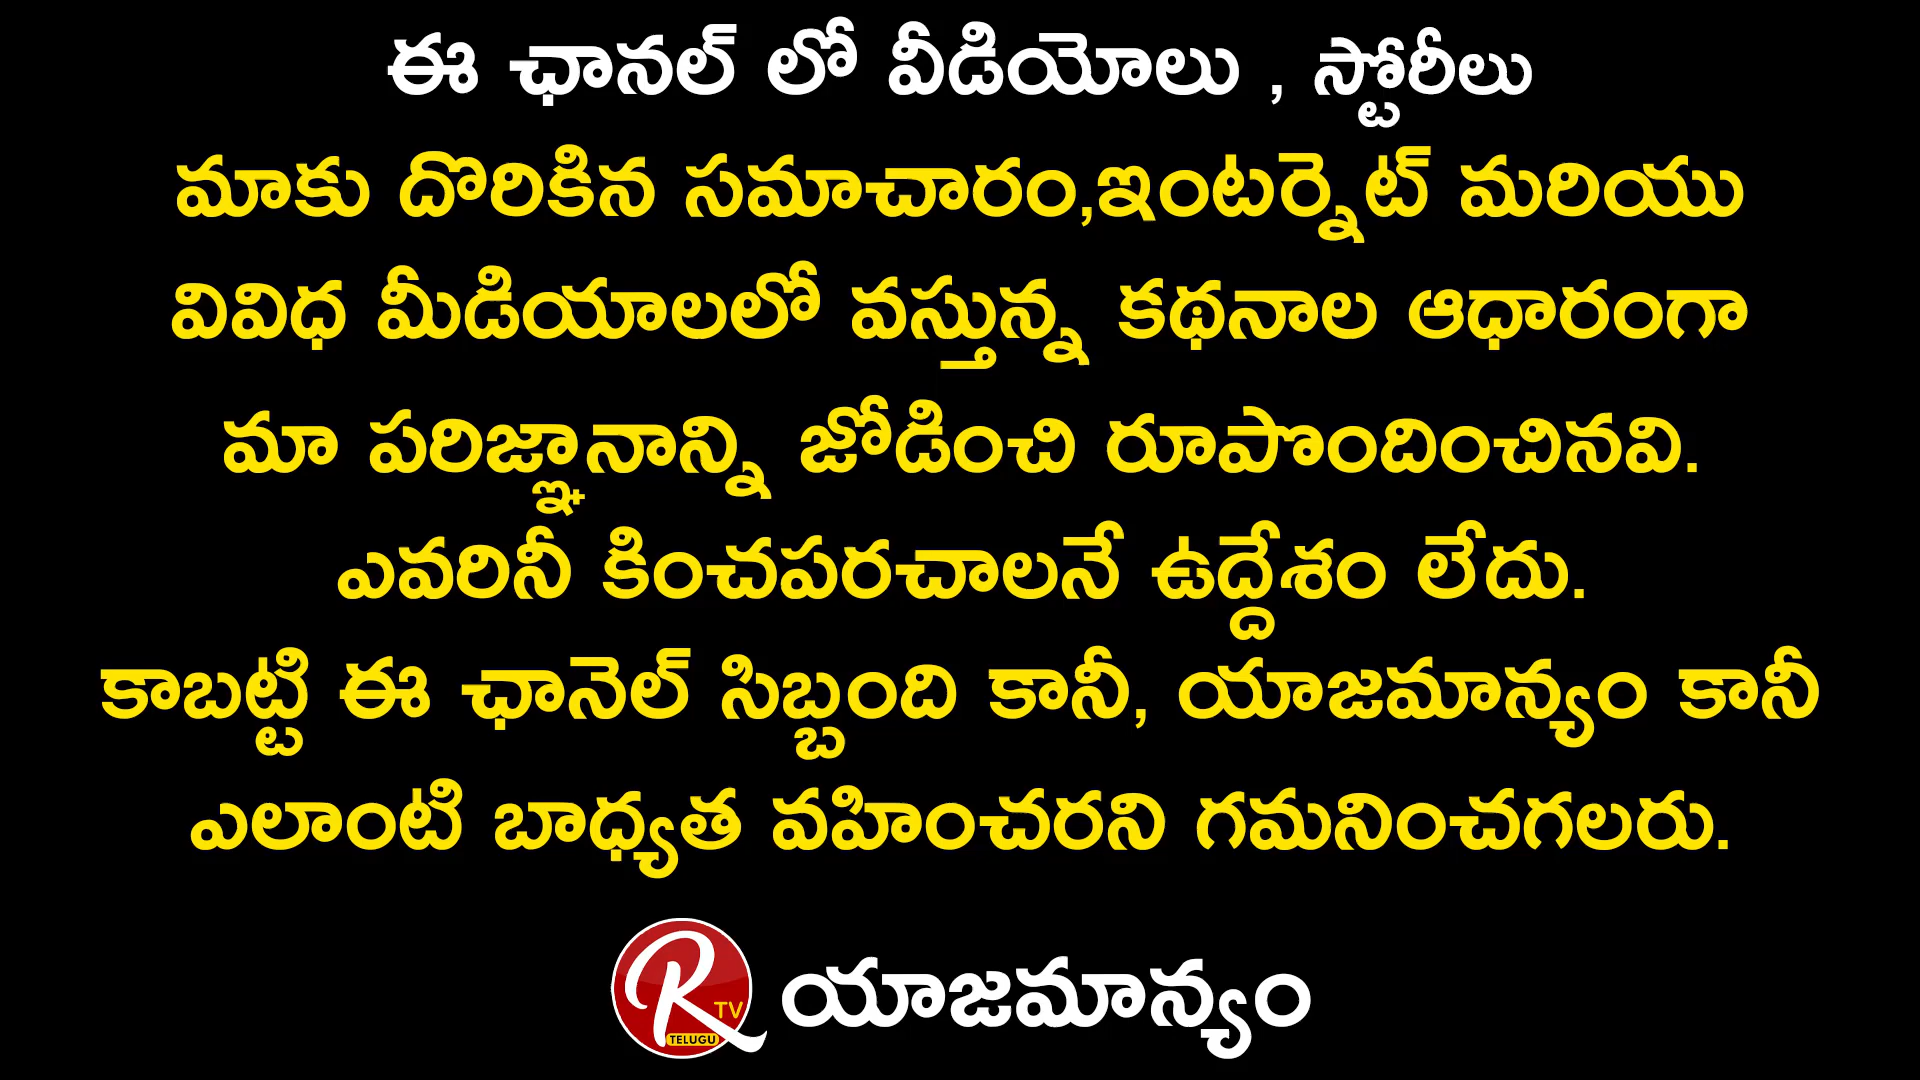 ఈ ఛానల్ లో వీడియోలు , స్టోరీలు
మాకు దొరికిన సమాచారం,ఇంటర్నెట్ మరియు
వివిధ మీడియాలలో వస్తున్న కథనాల ఆధారంగా
మా పరిజ్ఞానాన్ని జోడించి రూపొందించినవి.
ఎవరినీ కించపరచాలనే ఉద్దేశం లేదు.
కాబట్టి ఈ ఛానెల్ సిబ్బంది కానీ, యాజమాన్యం కానీ
ఎలాంటి బాధ్యత వహించరని గమనించగలరు.
R TV TELUGU యాజమాన్యం